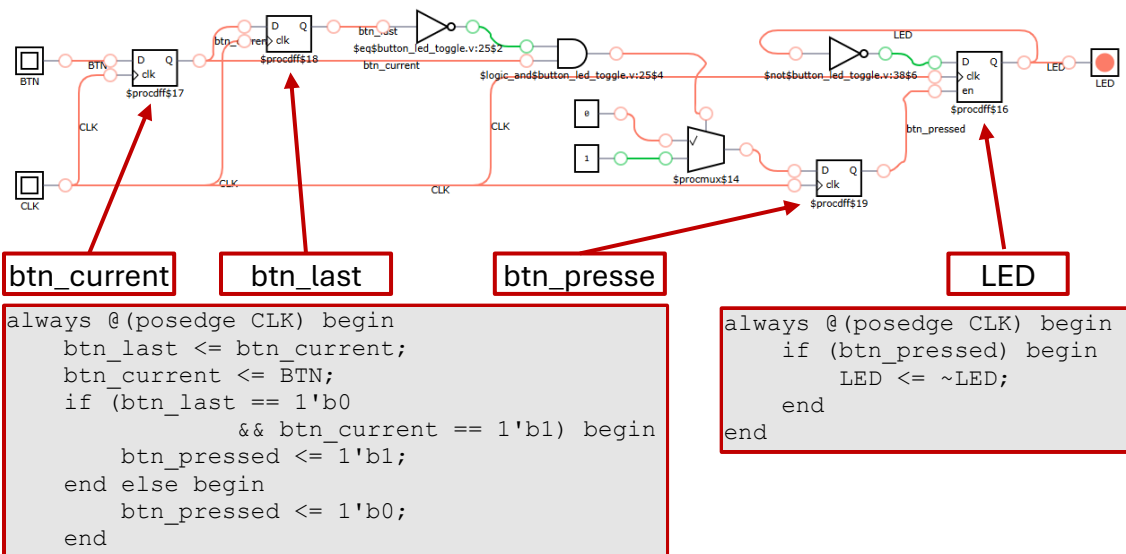 LED
D Q
clk
$procdff$18
btn_last
$eq$button_led_toggle.v:25$2
btn_current
D Q
clk
$procdff$17
BTN
BTN
btn_current
$logic_and$button_led_toggle.v:25$4
$not$button_led_toggle.v:38$6
D Q
clk
en
$procdff$16
LED
LED
CLK
CLK
btn_pressed
0
1
$procmux$14
D Q
clk
$procdff$19
CLK
CLK
CLK
btn_current
btn_last
btn_presse
LED
always @(posedge CLK) begin
btn_last <= btn_current;
btn_current <= BTN;
if (btn_last == 1'b0
&& btn_current == 1'b1) begin
btn_pressed <= 1'b1;
end else begin
btn_pressed <= 1'b0;
end
always @(posedge CLK) begin
if (btn_pressed) begin
LED <= ~LED;
end
end